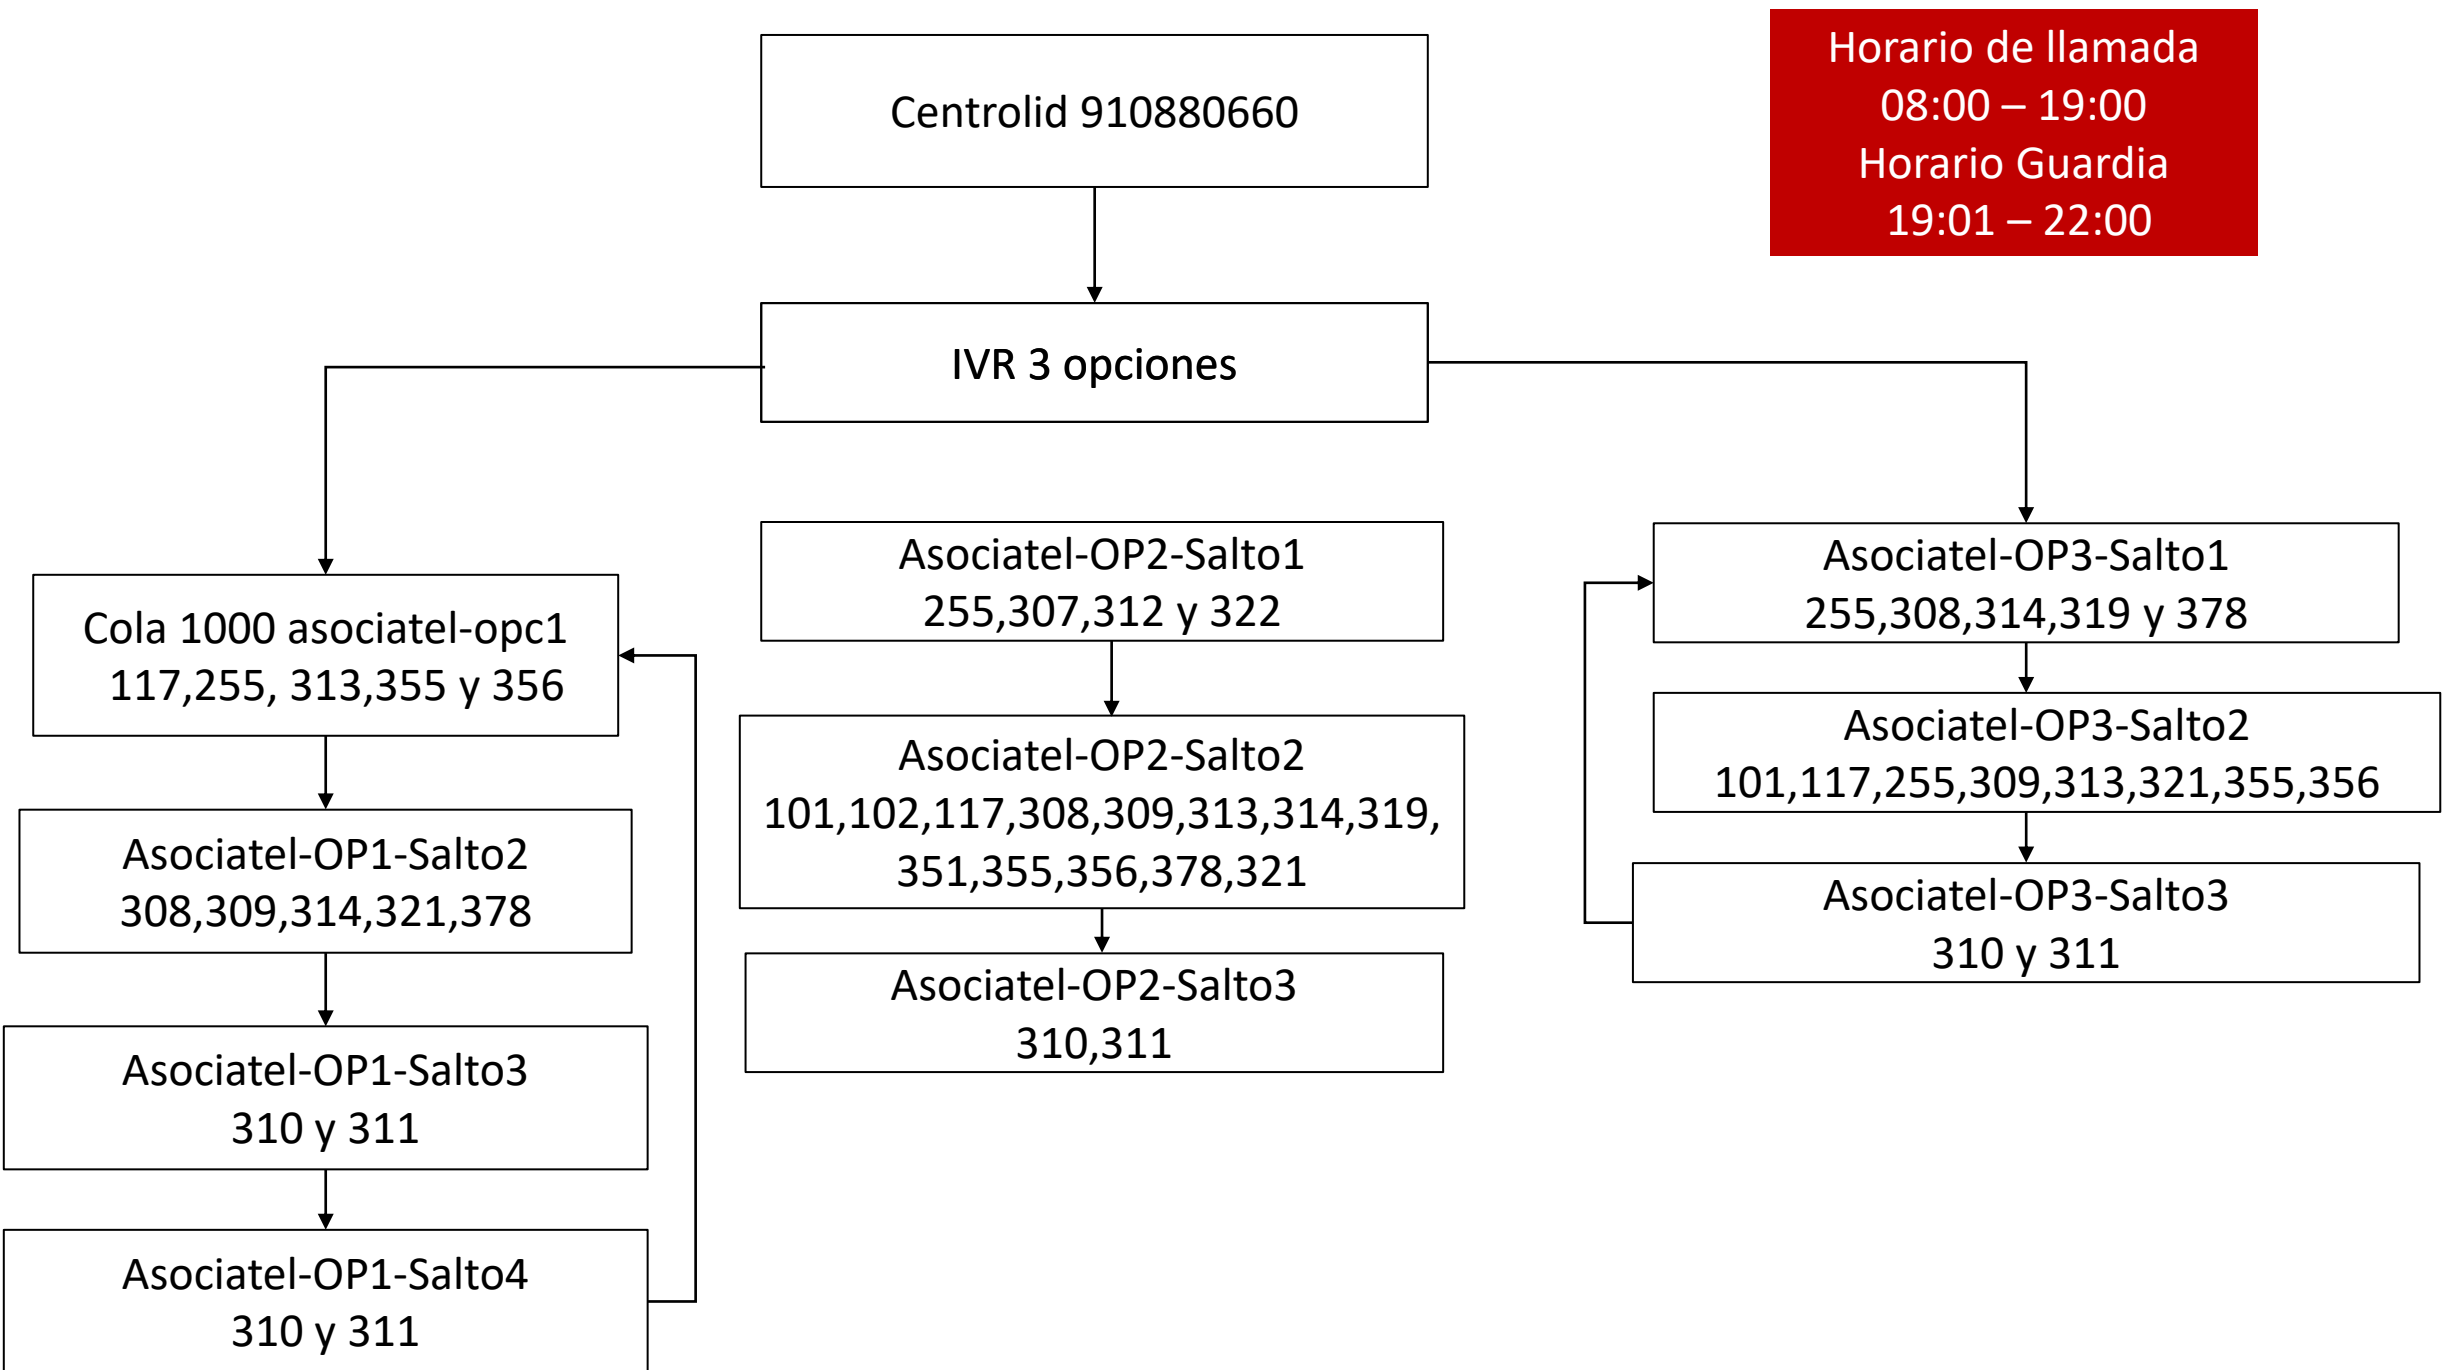 Centrolid 910880660
Horario de llamada
08:00 – 19:00
Horario Guardia
19:01 – 22:00
IVR 3 opciones
Cola 1000 asociatel-opc1
117,255, 313,355 y 356
Asociatel-OP1-Salto2
308,309,314,321,378
Asociatel-OP1-Salto3
310 y 311
Asociatel-OP1-Salto4
310 y 311
Asociatel-OP2-Salto1
255,307,312 y 322
Asociatel-OP2-Salto2
101,102,117,308,309,313,314,319,
351,355,356,378,321
Asociatel-OP2-Salto3
310,311
Asociatel-OP3-Salto1
255,308,314,319 y 378
Asociatel-OP3-Salto2
101,117,255,309,313,321,355,356
Asociatel-OP3-Salto3
310 y 311